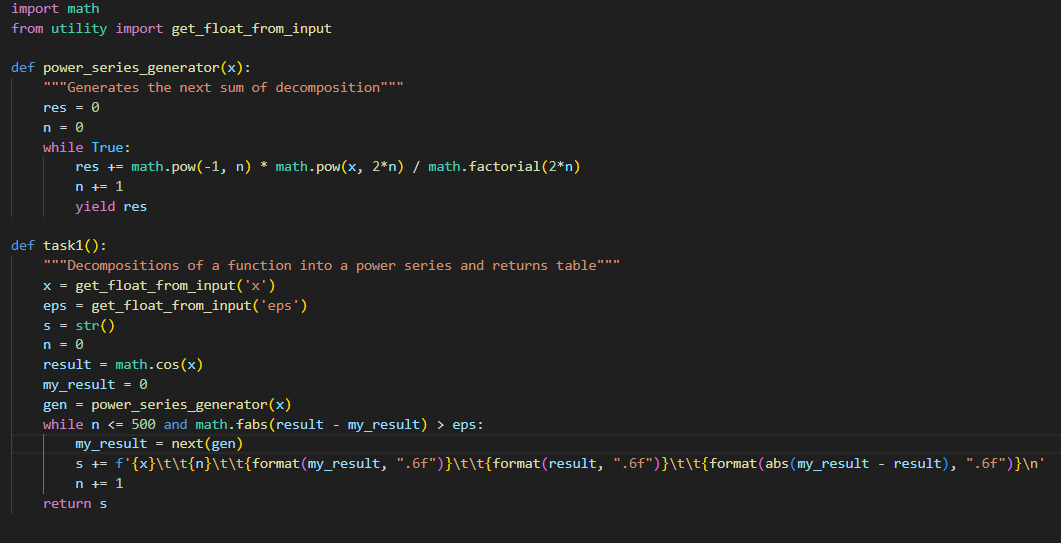 import math
from utility import get_float_from_input
def power_series_generator(x):
"""Generates the next sum of decomposition"""
res = 0
n = 0
while True:
res += math.pow(-1, n) * math.pow(x, 2*n) / math.factorial(2*n)
n += 1
yield res
def task1():
"""Decompositions of a function into a power series and returns table"""
x = get_float_from_input('x')
eps = get_float_from_input('eps')
s = str()
n = 0
result = math.cos(x)
my_result = 0
gen = power_series_generator(x)
while n <= 500 and math.fabs(result - my_result) > eps:
my_result = next(gen)
s += f'{x}\t\t{n}\t\t{format(my_result, ".6f")}\t\t{format(result, ".6f")}\t\t{format(abs(my_result - result), ".6f")}\n'
n += 1
return s